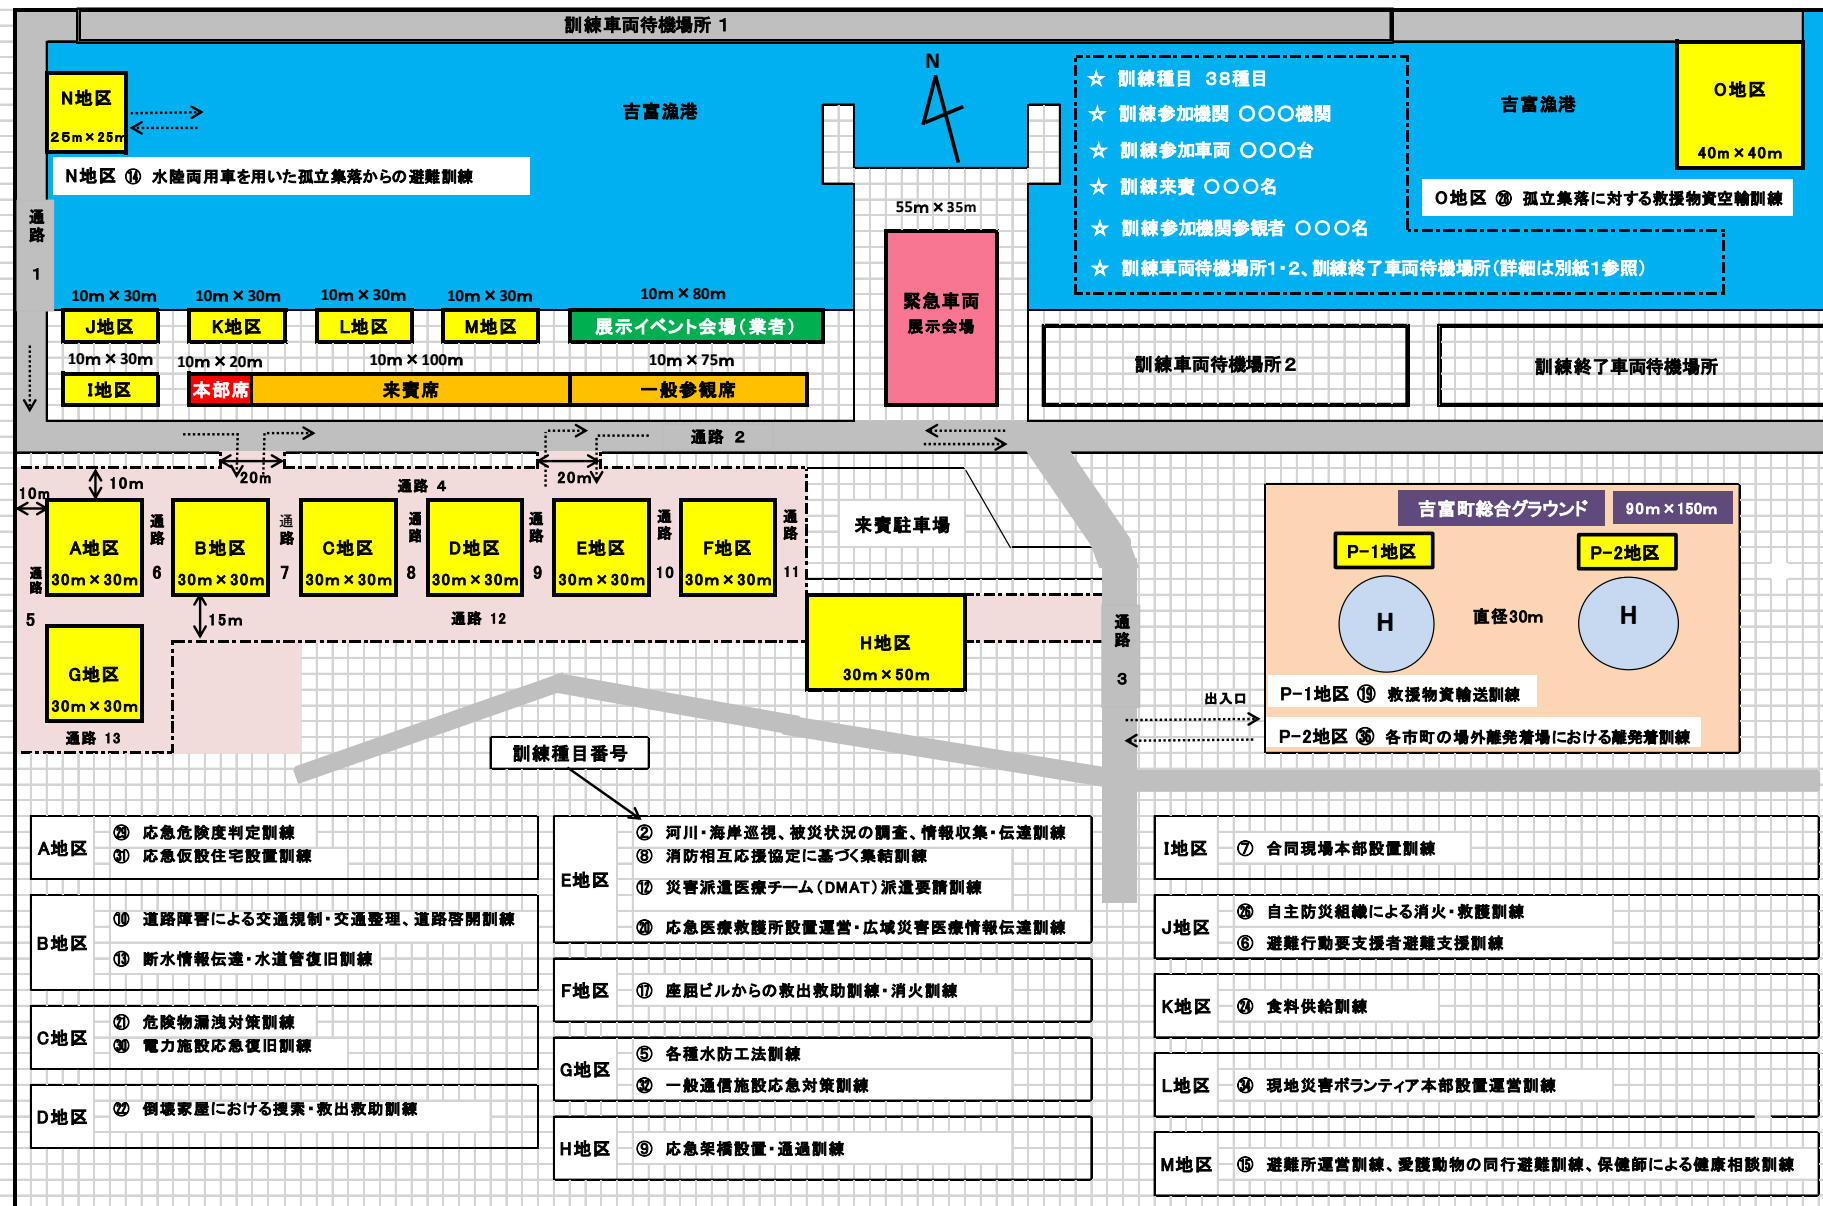 訓練車両待機場所 1
N
N地区
25m×25m
吉富漁港
☆ 訓練種目 38種目
☆ 訓練参加機関 〇〇〇機関
☆ 訓練参加車両 〇〇〇台
☆ 訓練来賓 〇〇〇名
☆ 訓練参加機関参観者 〇〇〇名
☆ 訓練車両待機場所1・2、訓練終了車両待機場所(詳細は別紙1参照)
吉富漁港
O地区
40m×40m
N地区 ⑭ 水陸両用車を用いた孤立集落からの避難訓練
O地区 ㉘ 孤立集落に対する救援物資空輸訓練
通路 1
55m×35m
緊急車両
展示会場
10m×30m
10m×30m
10m×30m
10m×30m
10m×80m
J地区
K地区
L地区
M地区
展示イベント会場(業者)
10m×30m
10m×20m
10m×100m
10m×75m
I地区
本部席
来賓席
一般参観席
訓練車両待機場所2
訓練終了車両待機場所
通路 2
20m
20m
10m
10m
通路 4
A地区
30m×30m
通路 6
B地区
30m×30m
通路 7
C地区
30m×30m
通路 8
D地区
30m×30m
通路 9
E地区
30m×30m
通路 10
F地区
30m×30m
通路 11
来賓駐車場
吉富町総合グラウンド
90m×150m
P-1地区
P-2地区
H
直径30m
H
通路 5
15m
通路 12
G地区
30m×30m
通路 13
H地区
30m×50m
通路 3
出入口
P-1地区 ⑲ 救援物資輸送訓練
P-2地区 ㊱ 各市町の場外離発着場における離発着訓練
訓練種目番号
A地区
㉙ 応急危険度判定訓練
㉛ 応急仮設住宅設置訓練
B地区
⑩ 道路障害による交通規制・交通整理、道路啓開訓練
⑬ 断水情報伝達・水道管復旧訓練
C地区
㉑ 危険物漏洩対策訓練
㉚ 電力施設応急復旧訓練
D地区
㉒ 倒壊家屋における捜索・救出救助訓練
E地区
② 河川・海岸巡視、被災状況の調査、情報収集・伝達訓練
⑧ 消防相互応援協定に基づく集結訓練
⑫ 災害派遣医療チーム(DMAT)派遣要請訓練
⑳ 応急医療救護所設置運営・広域災害医療情報伝達訓練
F地区
⑰ 座屈ビルからの救出救助訓練・消火訓練
G地区
⑤ 各種水防工法訓練
㉜ 一般通信施設応急対策訓練
H地区
⑨ 応急架橋設置・通過訓練
I地区
⑦ 合同現場本部設置訓練
J地区
㉖ 自主防災組織による消火・救護訓練
⑥ 避難行動要支援者避難支援訓練
K地区
㉔ 食料供給訓練
L地区
㉞ 現地災害ボランティア本部設置運営訓練
M地区
⑮ 避難所運営訓練、愛護動物の同行避難訓練、保健師による健康相談訓練